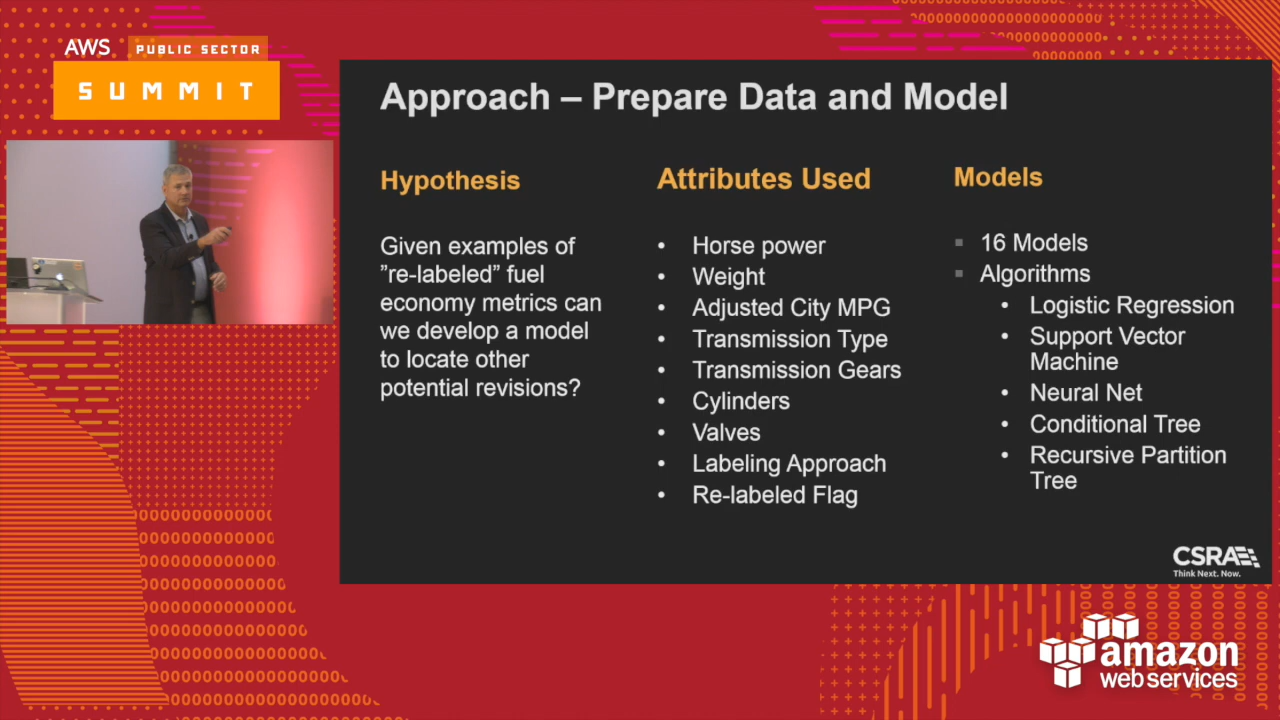 AWS PUBLIC SECTOR
SUMMIT
Approach – Prepare Data and Model
Hypothesis
Given examples of
”re-labeled” fuel
economy metrics can
we develop a model
to locate other
potential revisions?
Attributes Used
• Horse power
• Weight
• Adjusted City MPG
• Transmission Type
• Transmission Gears
• Cylinders
• Valves
• Labeling Approach
• Re-labeled Flag
Models
▪ 16 Models
▪ Algorithms
• Logistic Regression
• Support Vector
Machine
• Neural Net
• Conditional Tree
• Recursive Partition
Tree
CSRA
Think Next. Now.
amazon
web services